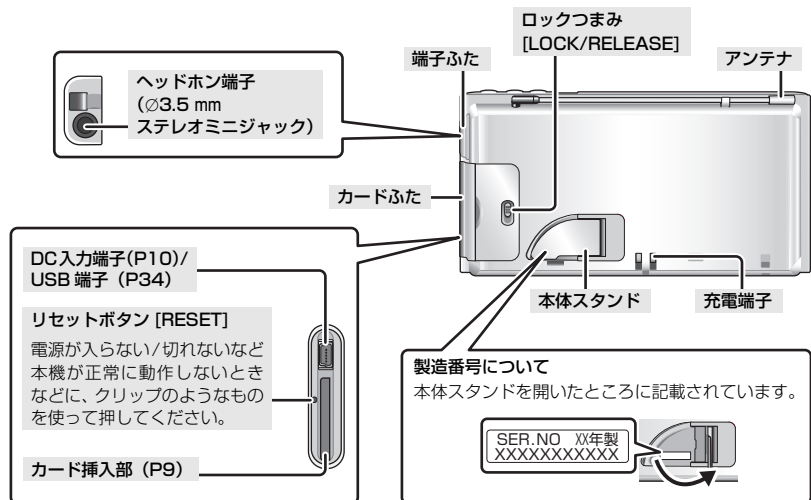 ロックつまみ
[LOCK/RELEASE]
端子ふた
アンテナ
ヘッドホン端子
(∅3.5 mm
ステレオミニジャック)
カードふた
DC入力端子(P10)/
USB 端子 (P34)
リセットボタン [RESET]
電源が入らない/切れないなど
本機が正常に動作しないとき
などに、クリップのようなもの
を使って押してください。
カード挿入部 (P9)
本体スタンド
充電端子
製造番号について
本体スタンドを開いたところに記載されています。
SER.NO XX年製
XXXXXXXXXXX